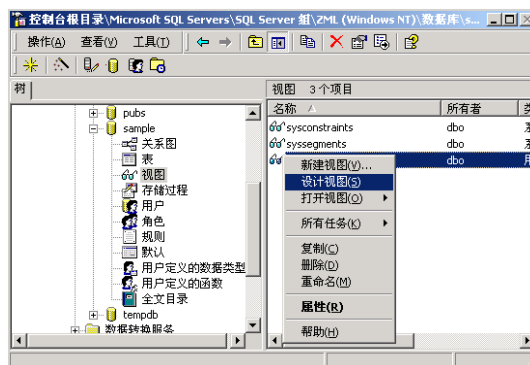 控制台根目录\Microsoft SQL Servers\SQL Server 组\ZML (Windows NT)\数据库\s...
操作(A) 查看(V) 工具(T)
树
视图 3个项目
pubs
sample
关系图
表
视图
存储过程
用户
角色
规则
默认
用户定义的数据类型
用户定义的函数
全文目录
tempdb
数据转换服务
名称 所有者 类
sysconstraints dbo 系
syssegments dbo 系
dbo 用
新建视图(V)...
设计视图(S)
打开视图(O)
所有任务(K)
复制(C)
删除(D)
重命名(M)
属性(R)
帮助(H)